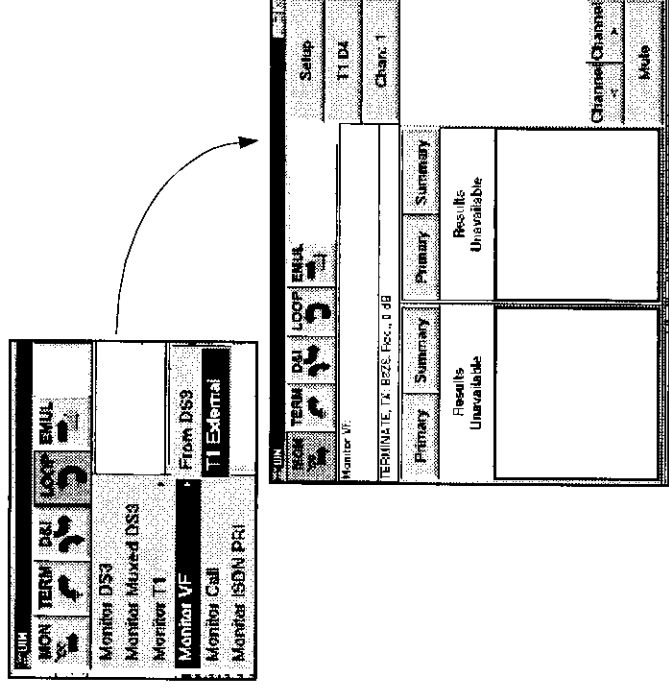 MON TERM D&I LOOP EMUL
Monitor DS3
Monitor Muxed DS3
Monitor T1
Monitor VF
Monitor Call
Monitor ISDN PRI
From DS3
T1 External
MON TERM D&I LOOP EMUL
Monitor VF:
TERMINATE, TX: B8ZS, Rec., 0 dB
Setup
T1 D4
Chan: 1
Primary Summary
Results
Unavailable
Primary Summary
Results
Unavailable
Channel Channel
Mute